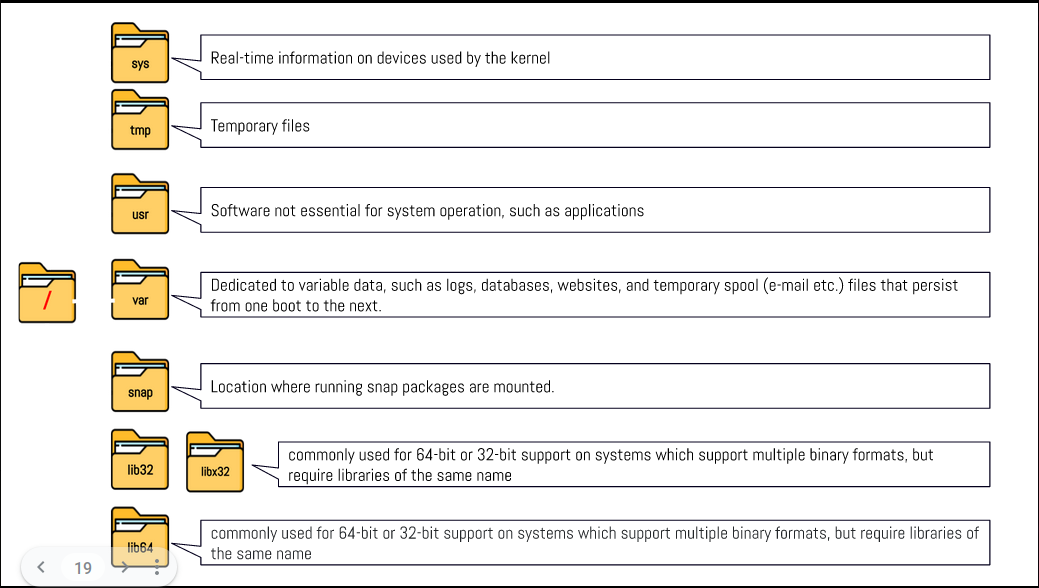 sys
Real-time information on devices used by the kernel
tmp
Temporary files
usr
Software not essential for system operation, such as applications
/
var
Dedicated to variable data, such as logs, databases, websites, and temporary spool (e-mail etc.) files that persist
from one boot to the next.
snap
Location where running snap packages are mounted.
lib32
libx32
commonly used for 64-bit or 32-bit support on systems which support multiple binary formats, but
require libraries of the same name
lib64
commonly used for 64-bit or 32-bit support on systems which support multiple binary formats, but require libraries of
the same name
19